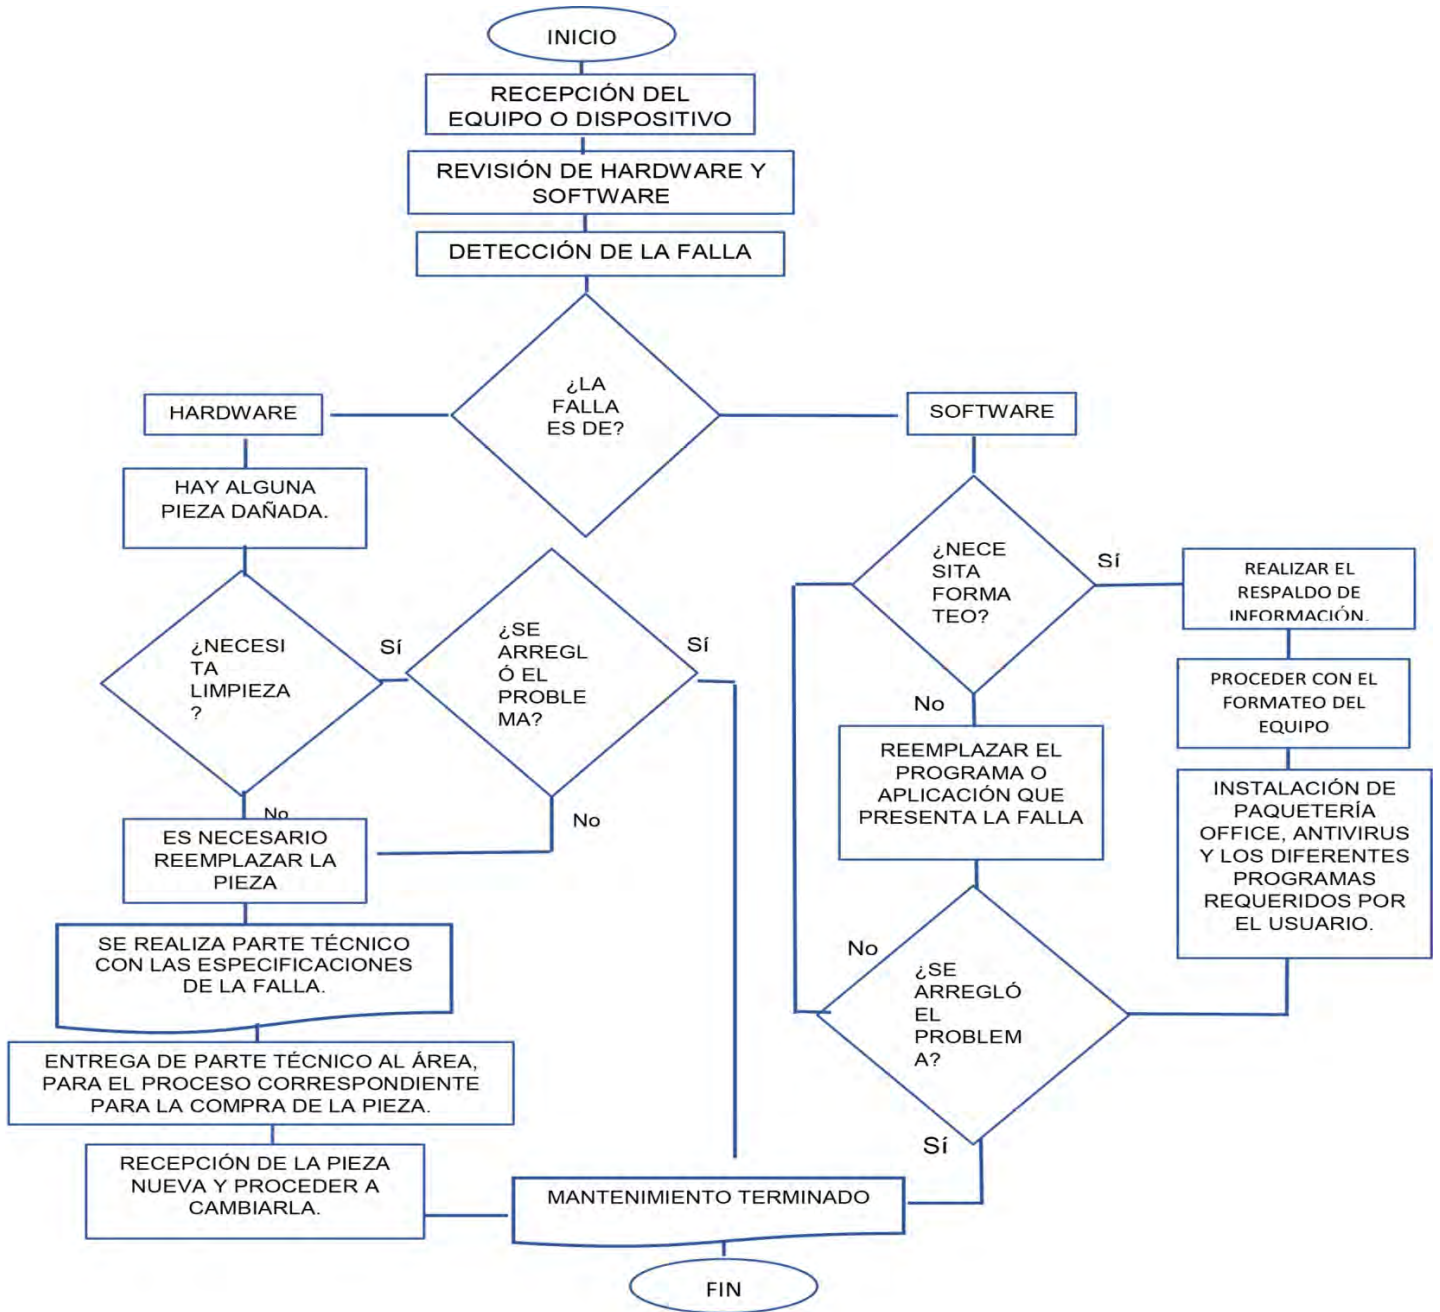 INICIO
RECEPCIÓN DEL
EQUIPO O DISPOSITIVO
REVISIÓN DE HARDWARE Y
SOFTWARE
DETECCIÓN DE LA FALLA
¿LA
FALLA
ES DE?
HARDWARE
HAY ALGUNA
PIEZA DAÑADA.
¿NECESI
TA
LIMPIEZA
?
Sí
¿SE
ARREGL
Ó EL
PROBLE
MA?
Sí
No
No
ES NECESARIO
REEMPLAZAR LA
PIEZA
SE REALIZA PARTE TÉCNICO
CON LAS ESPECIFICACIONES
DE LA FALLA.
ENTREGA DE PARTE TÉCNICO AL ÁREA,
PARA EL PROCESO CORRESPONDIENTE
PARA LA COMPRA DE LA PIEZA.
RECEPCIÓN DE LA PIEZA
NUEVA Y PROCEDER A
CAMBIARLA.
SOFTWARE
¿NECE
SITA
FORMA
TEO?
Sí
REALIZAR EL
RESPALDO DE
INFORMACIÓN.
PROCEDER CON EL
FORMATEO DEL
EQUIPO
INSTALACIÓN DE
PAQUETERÍA
OFFICE, ANTIVIRUS
Y LOS DIFERENTES
PROGRAMAS
REQUERIDOS POR
EL USUARIO.
No
REEMPLAZAR EL
PROGRAMA O
APLICACIÓN QUE
PRESENTA LA FALLA
No
¿SE
ARREGLÓ
EL
PROBLEM
A?
Sí
MANTENIMIENTO TERMINADO
FIN